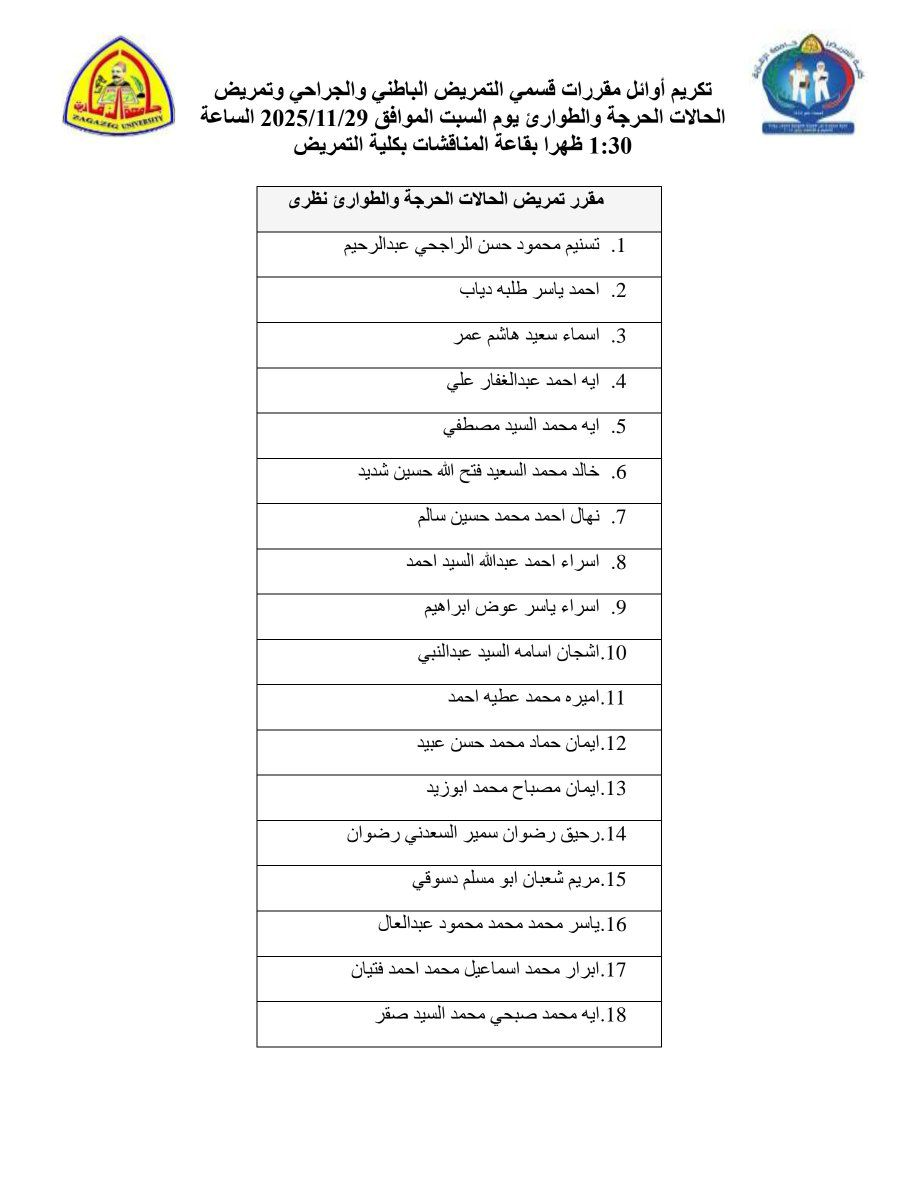 تكريم أوائل مقررات قسمي التمريض الباطني والجراحي وتمريض
الحالات الحرجة والطوارئ يوم السبت الموافق 2025/11/29 الساعة
1:30 ظهرا بقاعة المناقشات بكلية التمريض
ZAGAZIG UNIVERSITY
مقرر تمريض الحالات الحرجة والطوارئ نظرى
1. تسنيم محمود حسن الراجحي عبدالرحيم
2. احمد ياسر طلبه دياب
3. اسماء سعيد هاشم عمر
4. ايه احمد عبدالغفار علي
5. ايه محمد السيد مصطفي
6. خالد محمد السعيد فتح الله حسين شديد
7. نهال احمد محمد حسين سالم
8. اسراء احمد عبدالله السيد احمد
9. اسراء ياسر عوض ابراهيم
10.اشجان اسامه السيد عبدالنبي
11.اميره محمد عطيه احمد
12.ايمان حماد محمد حسن عبيد
13.ايمان مصباح محمد ابوزيد
14.رحيق رضوان سمير السعدني رضوان
15.مريم شعبان ابو مسلم دسوقي
16.ياسر محمد محمد محمود عبدالعال
17.ابرار محمد اسماعيل محمد احمد فتيان
18.ايه محمد صبحي محمد السيد صقر